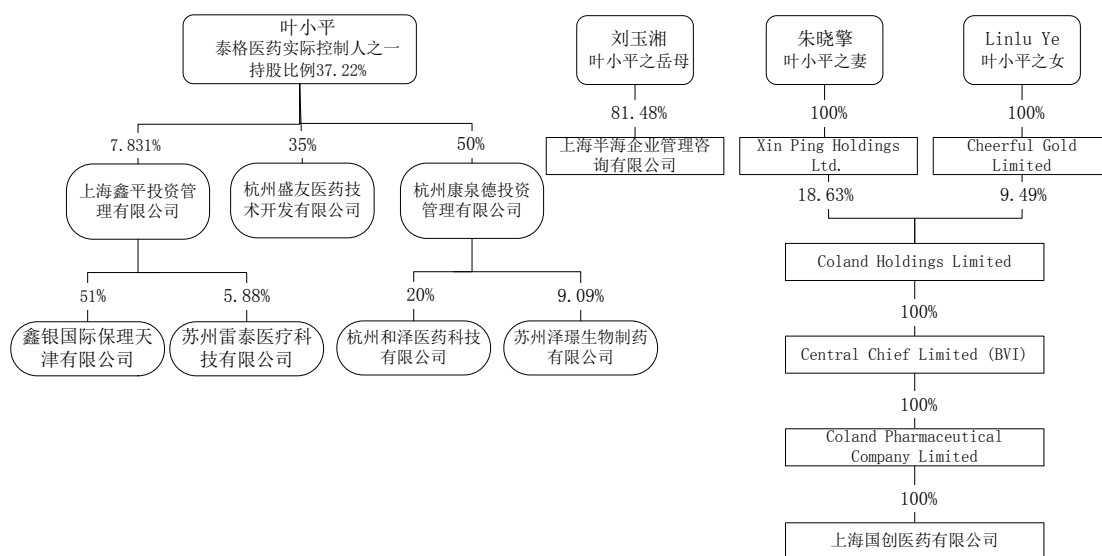 叶小平
泰格医药实际控制人之一
持股比例37.22%
刘玉湘
叶小平之岳母
朱晓擎
叶小平之妻
Linlu Ye
叶小平之女
81.48%
100%
100%
7.831%
35%
50%
上海半海企业管理咨
询有限公司
Xin Ping Holdings
Ltd.
Cheerful Gold
Limited
上海鑫平投资管
理有限公司
杭州盛友医药技
术开发有限公司
杭州康泉德投资
管理有限公司
18.63%
9.49%
Coland Holdings Limited
51%
5.88%
20%
9.09%
100%
鑫银国际保理天
津有限公司
苏州雷泰医疗科
技有限公司
杭州和泽医药科技
有限公司
苏州泽璟生物制药
有限公司
Central Chief Limited (BVI)
100%
Coland Pharmaceutical
Company Limited
100%
上海国创医药有限公司